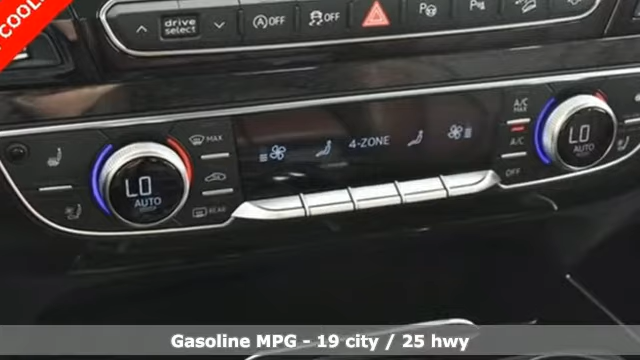 COOL
drive
select
OFF
OFF
MAX
LO
AUTO
REAR
4-ZONE
A/C
MAX
A/C
OFF
LO
AUTO
Gasoline MPG - 19 city / 25 hwy